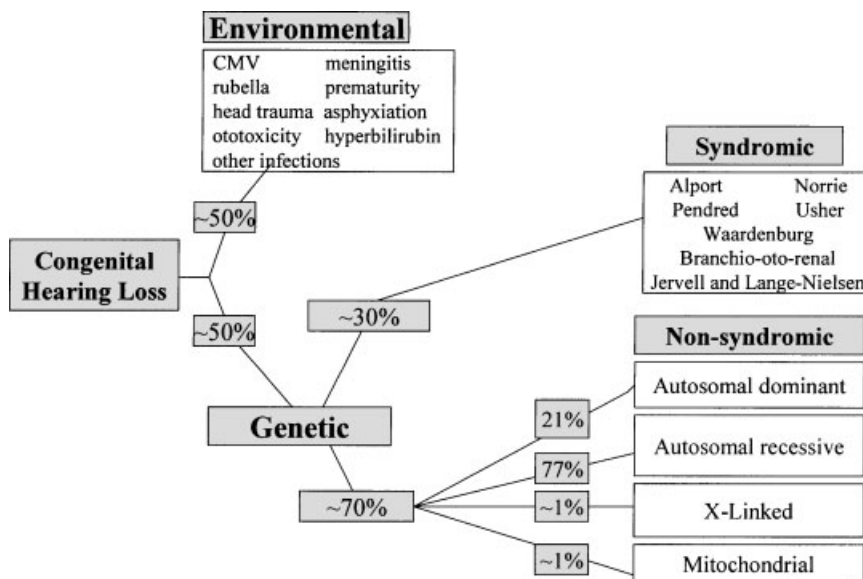 Environmental
CMV meningitis
rubella prematurity
head trauma asphyxiation
ototoxicity hyperbilirubin
other infections
~50%
Congenital
Hearing Loss
~50%
Genetic
~30%
Syndromic
Alport Norrie
Pendred Usher
Waardenburg
Branchio-oto-renal
Jervell and Lange-Nielsen
~70%
Non-syndromic
21%
Autosomal dominant
77%
Autosomal recessive
~1%
X-Linked
~1%
Mitochondrial